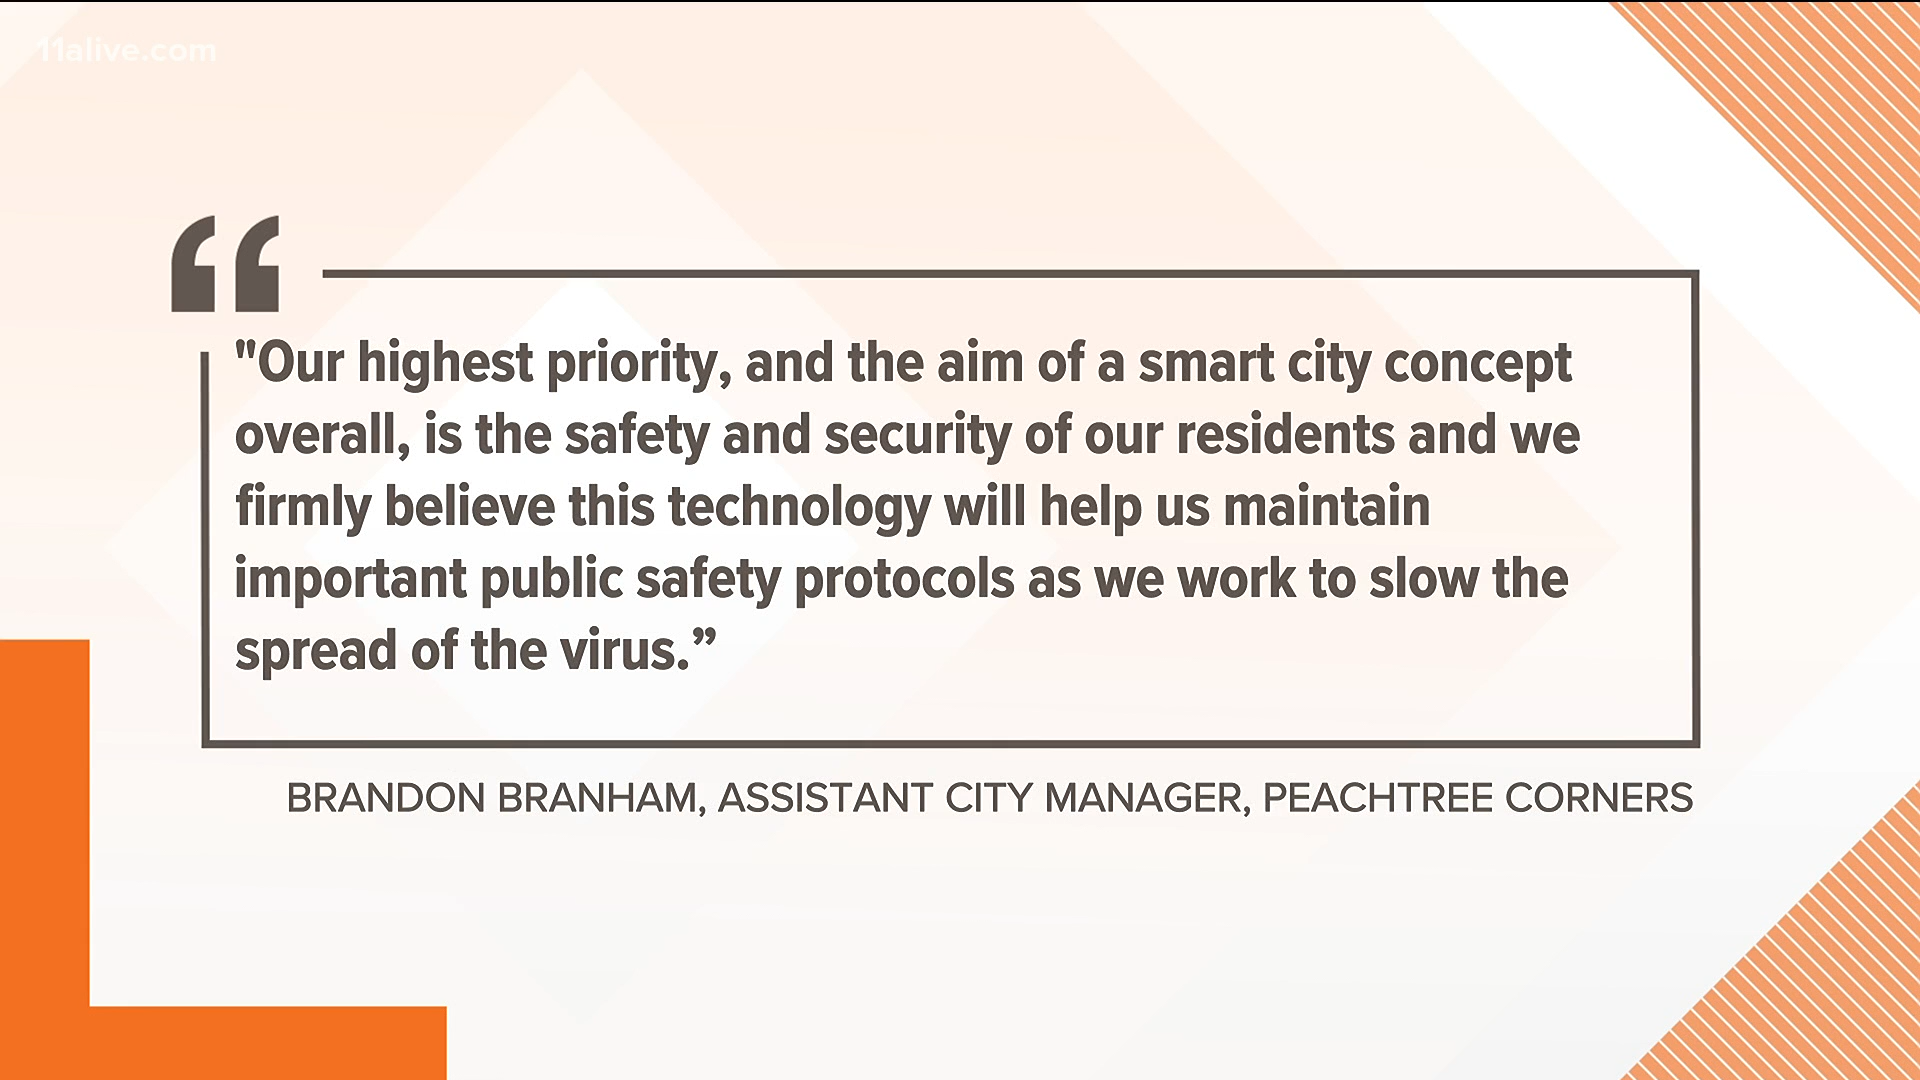 11alive.com
"Our highest priority, and the aim of a smart city concept
overall, is the safety and security of our residents and we
firmly believe this technology will help us maintain
important public safety protocols as we work to slow the
spread of the virus.”
BRANDON BRANHAM, ASSISTANT CITY MANAGER, PEACHTREE CORNERS